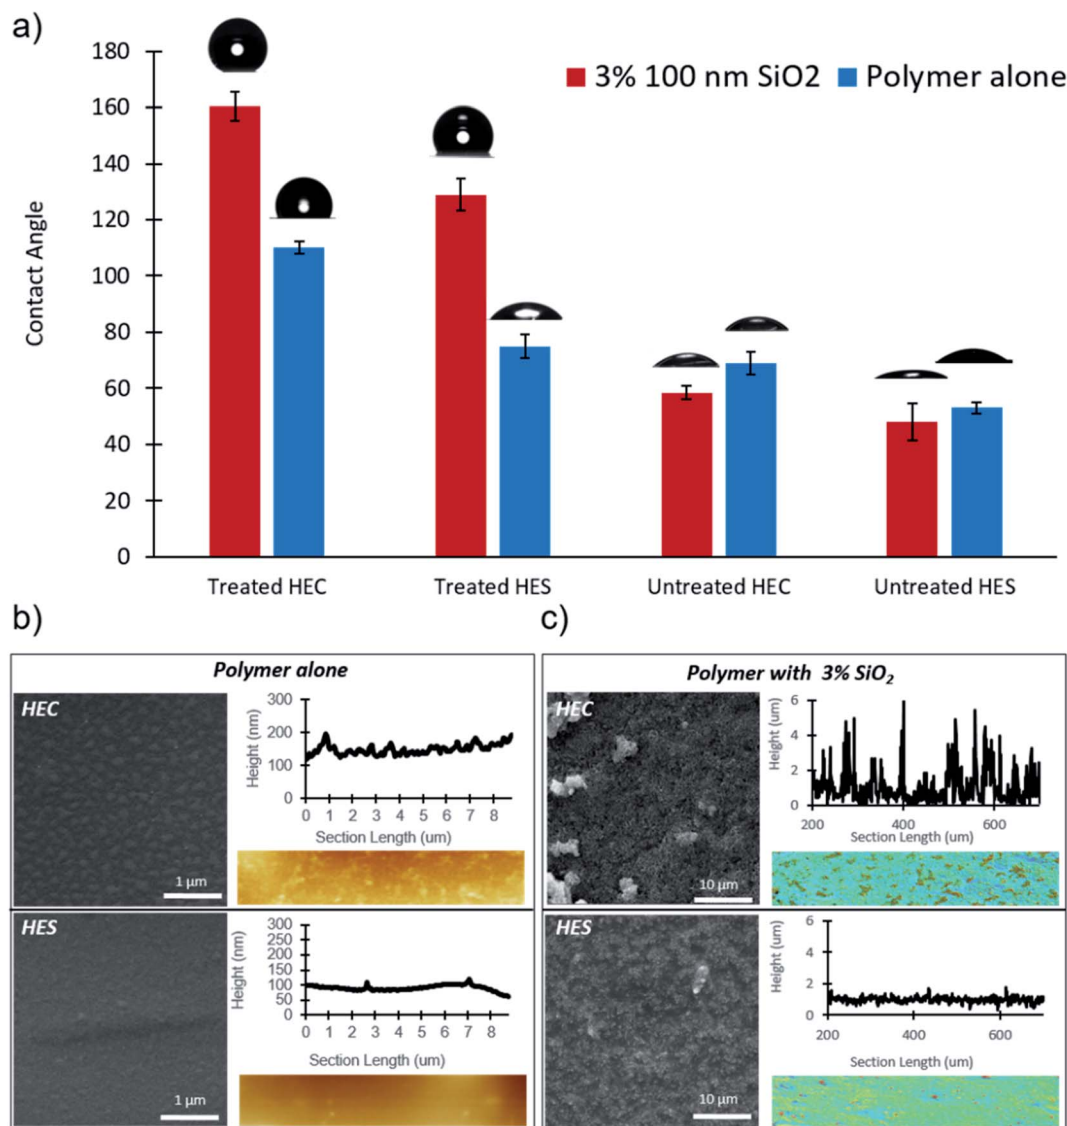 a)
180
160
140
120
100
80
60
40
20
0
Contact Angle
3% 100 nm SiO2 Polymer alone
Treated HEC Treated HES Untreated HEC Untreated HES
b)
Polymer alone
HEC
1 µm
300
200
100
0
Height (nm)
0 1 2 3 4 5 6 7 8
Section Length (um)
HES
1 µm
300
250
200
150
100
50
0
Height (nm)
0 1 2 3 4 5 6 7 8
Section Length (um)
c)
Polymer with 3% SiO₂
HEC
10 µm
6
4
2
0
Height (um)
200 400 600
Section Length (um)
HES
10 µm
6
4
2
0
Height (um)
200 400 600
Section Length (um)